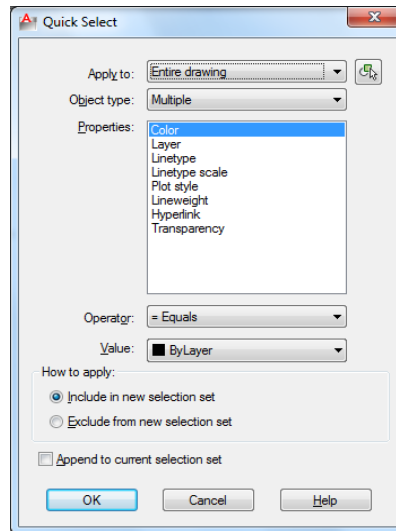 Quick Select
Apply to: Entire drawing
Object type: Multiple
Properties: Color
Layer
Linetype
Linetype scale
Plot style
Lineweight
Hyperlink
Transparency
Operator: = Equals
Value: ByLayer
How to apply:
Include in new selection set
Exclude from new selection set
Append to current selection set
OK Cancel Help